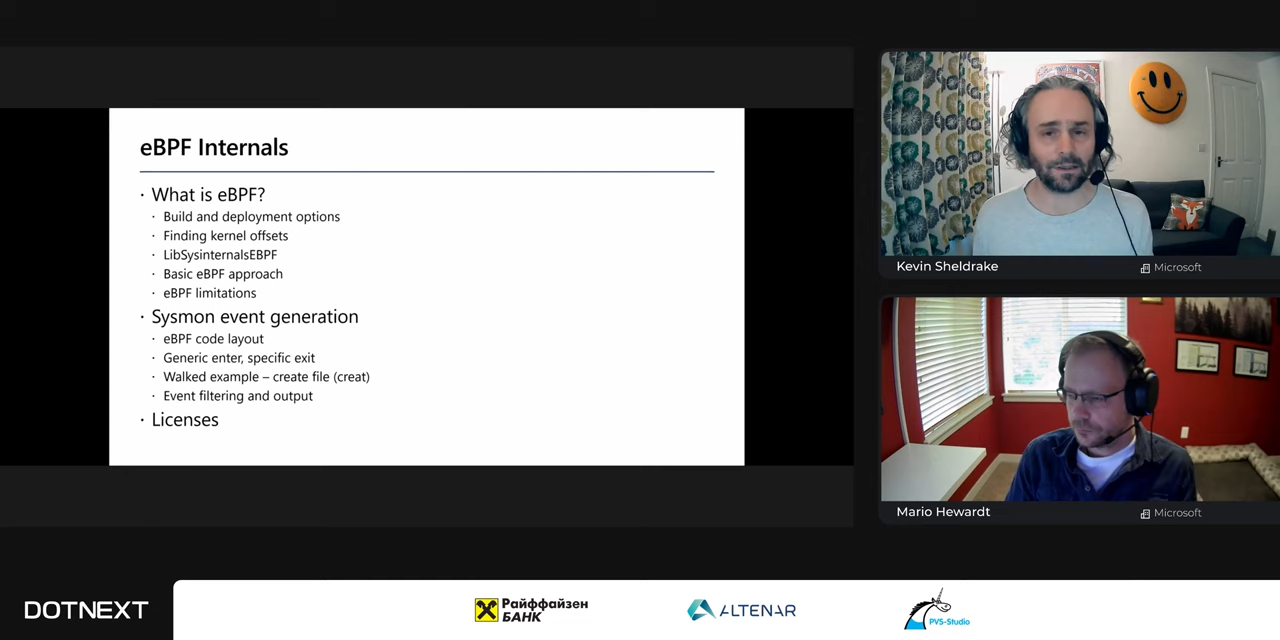 eBPF Internals
· What is eBPF?
· Build and deployment options
· Finding kernel offsets
· LibSysinternalsEBPF
· Basic eBPF approach
· eBPF limitations
· Sysmon event generation
· eBPF code layout
· Generic enter, specific exit
· Walked example – create file (creat)
· Event filtering and output
· Licenses
Kevin Sheldrake
Microsoft
Mario Hewardt
Microsoft
DOTNEXT
Райффайзен
БАНК
ALTENAR
PVS-Studio